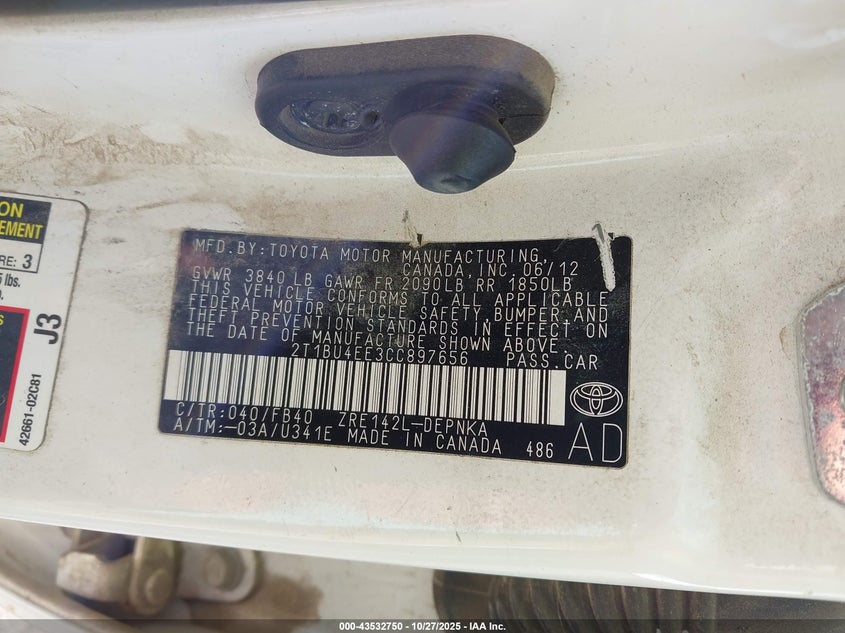 ON
EMENT
RE: 3
5 lbs.
J3
42661-02C81
MFD. BY: TOYOTA MOTOR MANUFACTURING,
CANADA, INC. 06/12
GVWR 3840 LB GAWR FR 2090LB RR 1850LB
THIS VEHICLE CONFORMS TO ALL APPLICABLE
FEDERAL MOTOR VEHICLE SAFETY, BUMPER, AND
THEFT PREVENTION STANDARDS IN EFFECT ON
THE DATE OF MANUFACTURE SHOWN ABOVE.
2T1BU4EE3CC897656 PASS.CAR
C/TR:040/FB40 ZRE142L-DEPNKA
A/TM:-03A/U341E MADE IN CANADA 486
AD
000-43532750 • 10/27/2025 • IAA Inc.